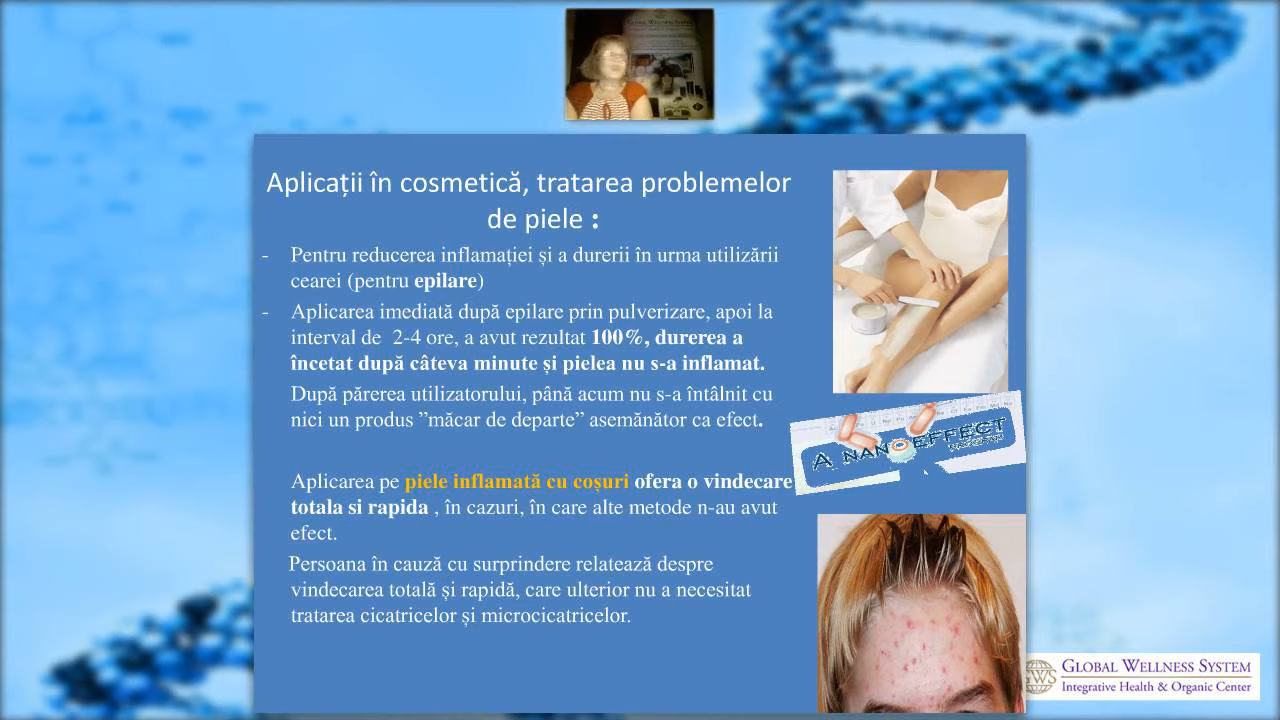 Aplicații în cosmetică, tratarea problemelor
de piele :
- Pentru reducerea inflamației și a durerii în urma utilizării
cearei (pentru epilare)
- Aplicarea imediată după epilare prin pulverizare, apoi la
interval de 2-4 ore, a avut rezultat 100%, durerea a
încetat după câteva minute și pielea nu s-a inflamat.
După părerea utilizatorului, până acum nu s-a întâlnit cu
nici un produs ”măcar de departe” asemănător ca efect.
A NANOEFFECT
Aplicarea pe piele inflamată cu coșuri ofera o vindecare
totala si rapida , în cazuri, în care alte metode n-au avut
efect.
Persoana în cauză cu surprindere relatează despre
vindecarea totală și rapidă, care ulterior nu a necesitat
tratarea cicatricelor și microcicatricelor.
GWS
GLOBAL WELLNESS SYSTEM
Integrative Health & Organic Center